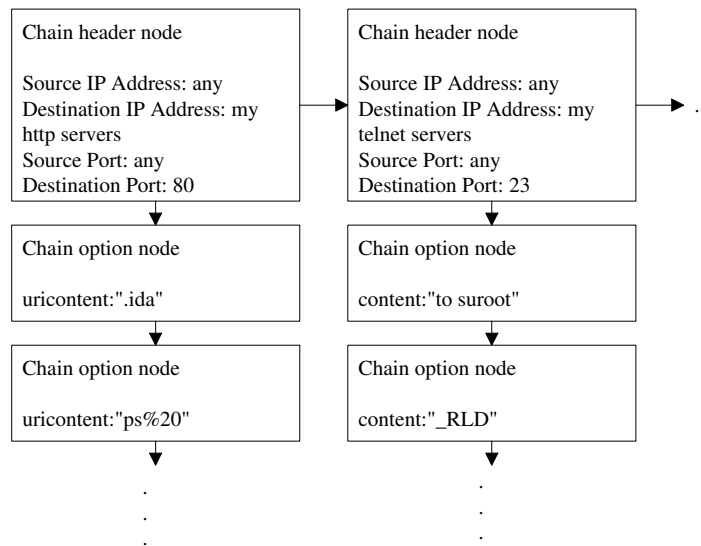 Chain header node
Source IP Address: any
Destination IP Address: my
http servers
Source Port: any
Destination Port: 80
Chain header node
Source IP Address: any
Destination IP Address: my
telnet servers
Source Port: any
Destination Port: 23
.
Chain option node
uricontent:".ida"
Chain option node
content:"to suroot"
Chain option node
uricontent:"ps%20"
Chain option node
content:"_RLD"
.
.
.
.
.
.